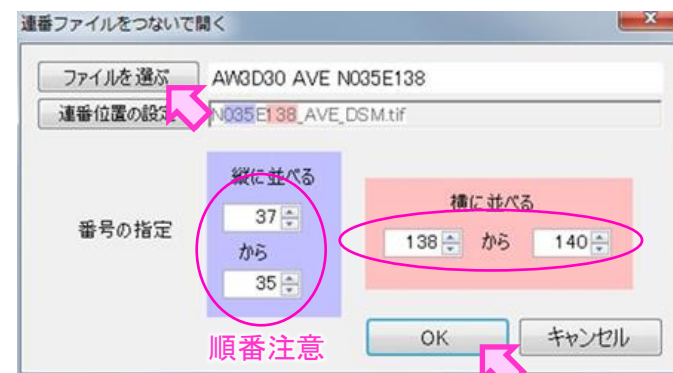 連番ファイルをつないで開く
ファイルを選ぶ AW3D30 AVE N035E138
連番位置の設定 N035E138_AVE_DSM.tif
縦に並べる
横に並べる
番号の指定
37
138 から 140
から
35
順番注意
OK キャンセル